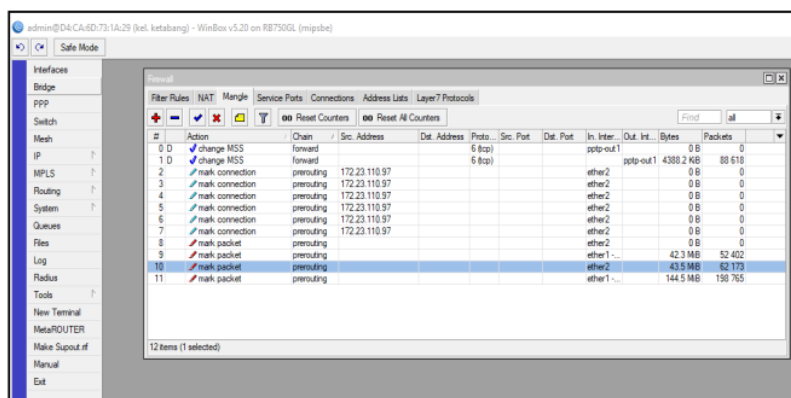 admin@D4:CA:6D:73:1A:29 (kel. ketabang) - WinBox v5.20 on RB750GL (mipsbe)
Safe Mode
Interfaces
Bridge
PPP
Switch
Mesh
IP
MPLS
Routing
System
Queues
Files
Log
Radius
Tools
New Terminal
MetaROUTER
Make Supout.rif
Manual
Exit
Firewall
Filter Rules NAT Mangle Service Ports Connections Address Lists Layer7 Protocols
00 Reset Counters 00 Reset All Counters Find all
# Action Chain Src. Address Dst. Address Proto... Src. Port Dst. Port In. Inter... Out. Int... Bytes Packets
0 D change MSS forward 6 (tcp) pptp-out1 0 B 0
1 D change MSS forward 6 (tcp) pptp-out1 4388.2 KiB 88 618
2 mark connection prerouting 172.23.110.97 ether2 0 B 0
3 mark connection prerouting 172.23.110.97 ether2 0 B 0
4 mark connection prerouting 172.23.110.97 ether2 0 B 0
5 mark connection prerouting 172.23.110.97 ether2 0 B 0
6 mark connection prerouting 172.23.110.97 ether2 0 B 0
7 mark connection prerouting 172.23.110.97 ether2 0 B 0
8 mark packet prerouting ether2 0 B 0
9 mark packet prerouting ether1 -... 42.3 MiB 52 402
10 mark packet prerouting ether2 43.5 MiB 62 173
11 mark packet prerouting ether1 -... 144.5 MiB 198 765
12 items (1 selected)